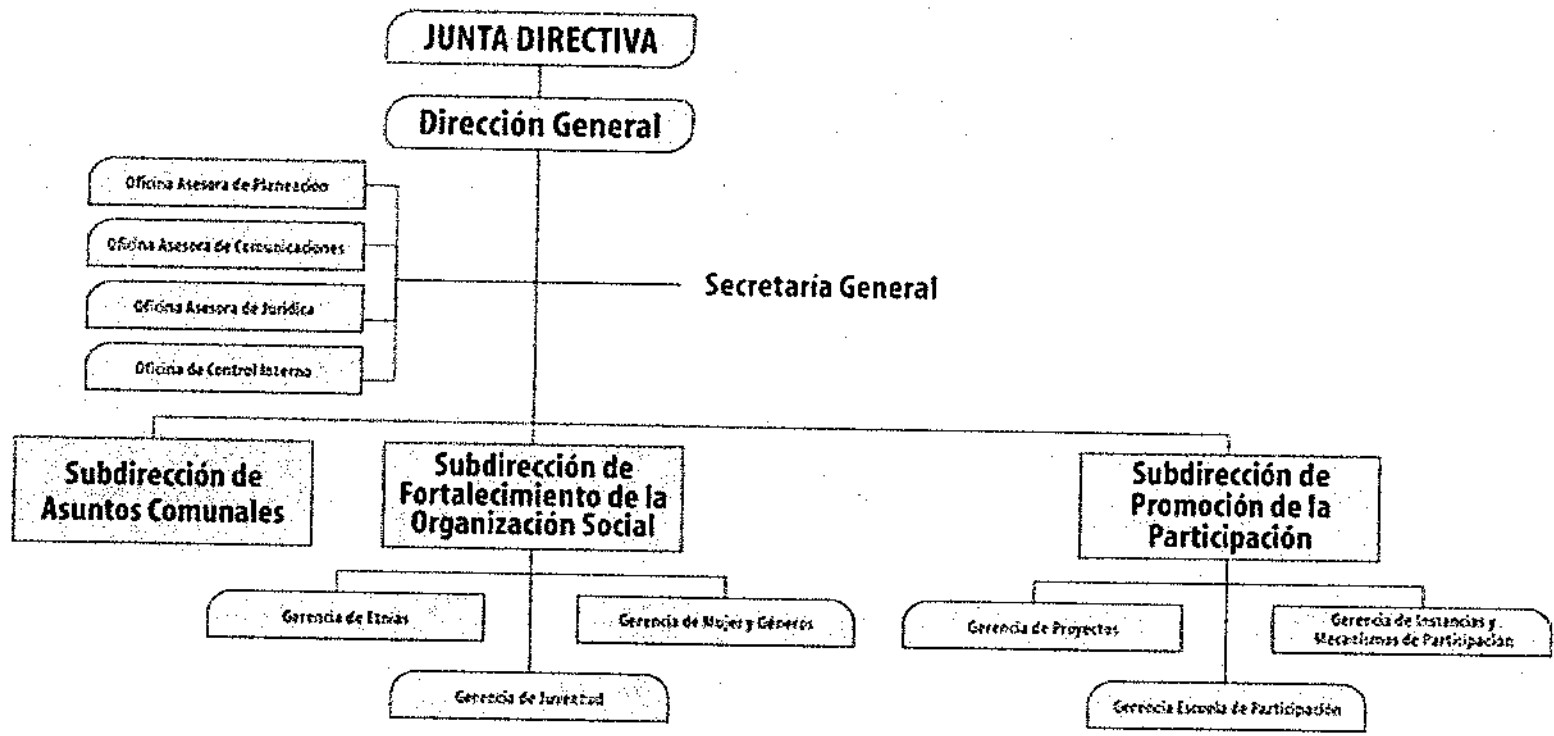 JUNTA DIRECTIVA
Dirección General
Oficina Asesora de Planeación
Oficina Asesora de Comunicaciones
Oficina Asesora de Jurídica
Oficina de Control Interno
Secretaría General
Subdirección de
Asuntos Comunales
Subdirección de
Fortalecimiento de la
Organización Social
Subdirección de
Promoción de la
Participación
Gerencia de Etnias
Gerencia de Mujer y Géneros
Gerencia de Juventud
Gerencia de Proyectos
Gerencia de Instancias y
Mecanismos de Participación
Gerencia Escuela de Participación